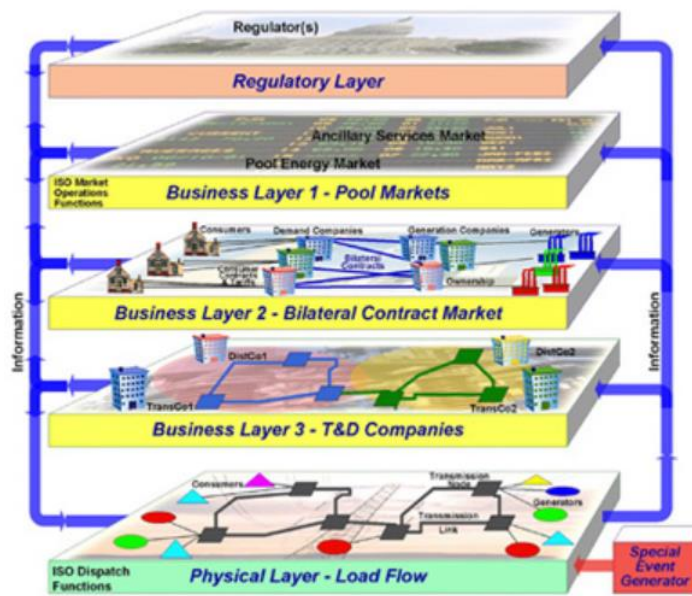 Regulator(s)
Regulatory Layer
Ancillary Services Market
Pool Energy Market
ISO Market
Operations
Functions
Business Layer 1 - Pool Markets
Consumers
Demand Companies
Generation Companies
Generators
Bilateral
Contracts
Consumer
Contracts
& Tariffs
Ownership
Business Layer 2 - Bilateral Contract Market
Information
Information
DistCo1
DistCo2
TransCo1
TransCo2
Business Layer 3 - T&D Companies
Consumers
Transmission
Node
Generators
Transmission
Link
ISO Dispatch
Functions
Physical Layer - Load Flow
Special
Event
Generator